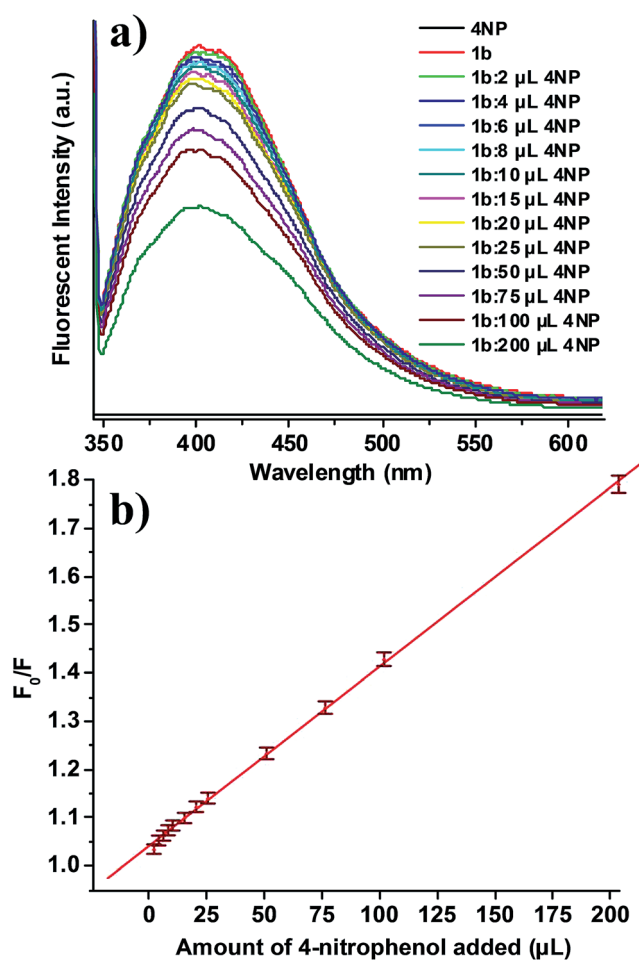 a)
Fluorescent Intensity (a.u.)
4NP
1b
1b:2 µL 4NP
1b:4 µL 4NP
1b:6 µL 4NP
1b:8 µL 4NP
1b:10 µL 4NP
1b:15 µL 4NP
1b:20 µL 4NP
1b:25 µL 4NP
1b:50 µL 4NP
1b:75 µL 4NP
1b:100 µL 4NP
1b:200 µL 4NP
350 400 450 500 550 600
Wavelength (nm)
b)
F₀/F
1.8
1.7
1.6
1.5
1.4
1.3
1.2
1.1
1.0
0 25 50 75 100 125 150 175 200
Amount of 4-nitrophenol added (µL)